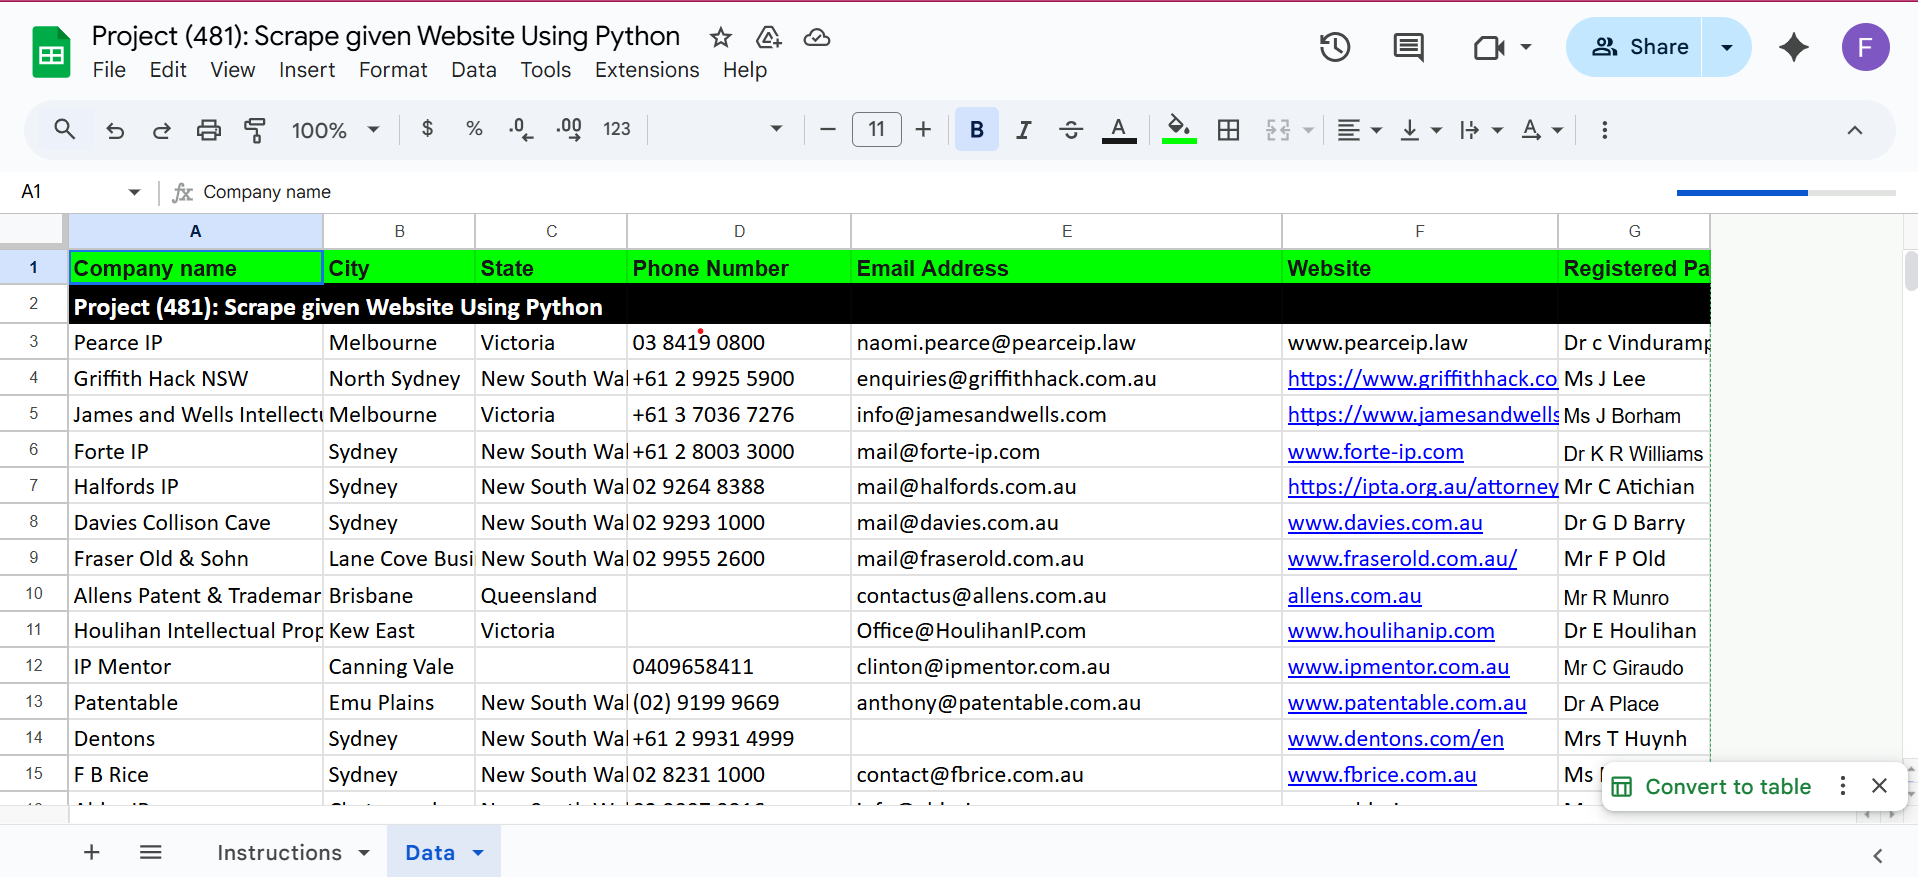 Project (481): Scrape given Website Using Python
File Edit View Insert Format Data Tools Extensions Help
Share
F
100% $ % .0 .00 123 11 B I S A A
A1 fx Company name
A B C D E F G
1 Company name City State Phone Number Email Address Website Registered Pa
2 Project (481): Scrape given Website Using Python
3 Pearce IP Melbourne Victoria 03 8419 0800 naomi.pearce@pearceip.law www.pearceip.law Dr c Vinduramp
4 Griffith Hack NSW North Sydney New South Wal +61 2 9925 5900 enquiries@griffithhack.com.au https://www.griffithhack.co Ms J Lee
5 James and Wells Intellectu Melbourne Victoria +61 3 7036 7276 info@jamesandwells.com https://www.jamesandwells Ms J Borham
6 Forte IP Sydney New South Wal +61 2 8003 3000 mail@forte-ip.com www.forte-ip.com Dr K R Williams
7 Halfords IP Sydney New South Wal 02 9264 8388 mail@halfords.com.au https://ipta.org.au/attorney Mr C Atichian
8 Davies Collison Cave Sydney New South Wal 02 9293 1000 mail@davies.com.au www.davies.com.au Dr G D Barry
9 Fraser Old & Sohn Lane Cove Busi New South Wal 02 9955 2600 mail@fraserold.com.au www.fraserold.com.au/ Mr F P Old
10 Allens Patent & Trademar Brisbane Queensland contactus@allens.com.au allens.com.au Mr R Munro
11 Houlihan Intellectual Prop Kew East Victoria Office@HoulihanIP.com www.houlihanip.com Dr E Houlihan
12 IP Mentor Canning Vale 0409658411 clinton@ipmentor.com.au www.ipmentor.com.au Mr C Giraudo
13 Patentable Emu Plains New South Wal (02) 9199 9669 anthony@patentable.com.au www.patentable.com.au Dr A Place
14 Dentons Sydney New South Wal +61 2 9931 4999 www.dentons.com/en Mrs T Huynh
15 F B Rice Sydney New South Wal 02 8231 1000 contact@fbrice.com.au www.fbrice.com.au Ms
Convert to table
Instructions Data